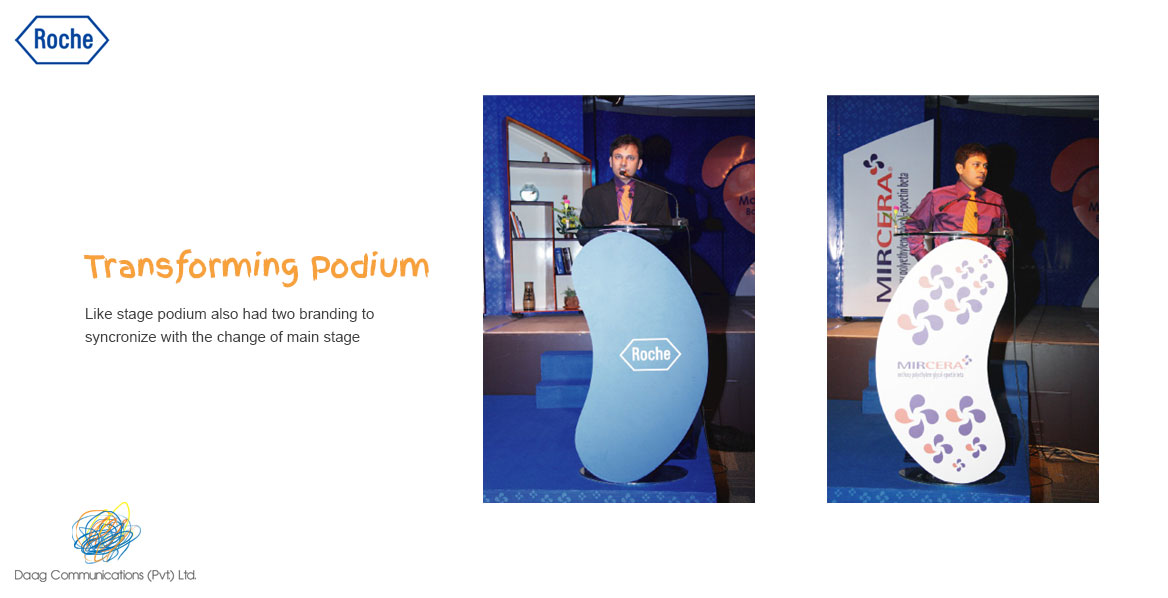 Roche
Transforming Podium
Like stage podium also had two branding to
syncronize with the change of main stage
Roche
MIRCERA
MIRCERA
Daag Communications (Pvt) Ltd.